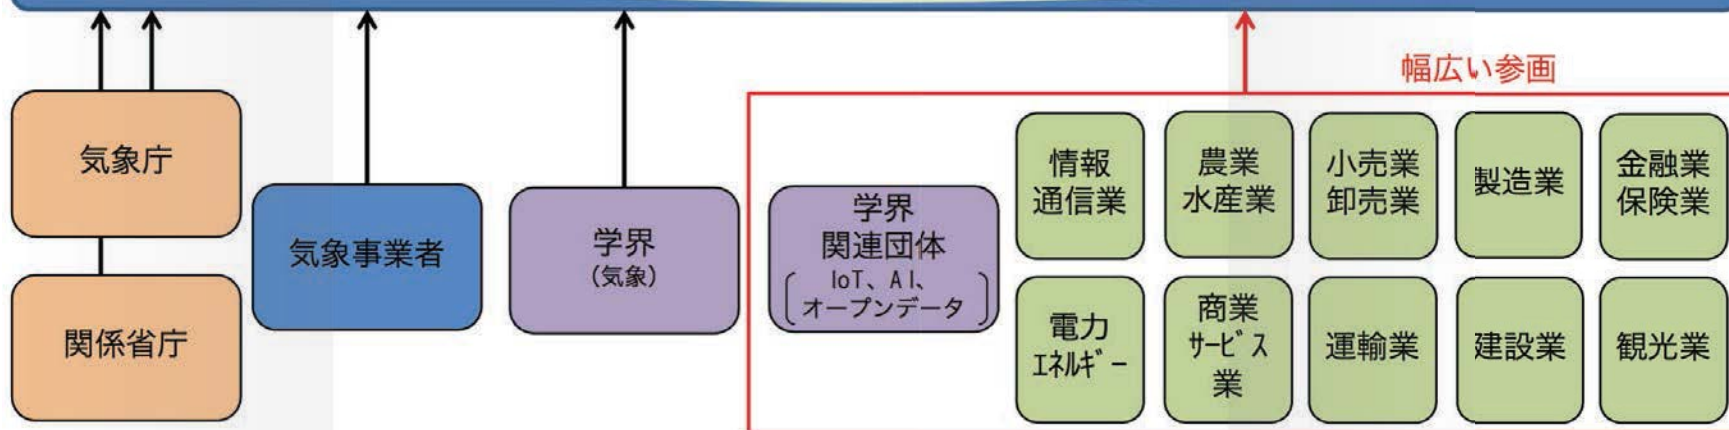 幅広い参画
気象庁
関係省庁
気象事業者
学界
（気象）
学界
関連団体
IoT、AI、
オープンデータ
情報
通信業
農業
水産業
小売業
卸売業
製造業
金融業
保険業
電力
ｴﾈﾙｷﾞｰ
商業
ｻｰﾋﾞｽ
業
運輸業
建設業
観光業